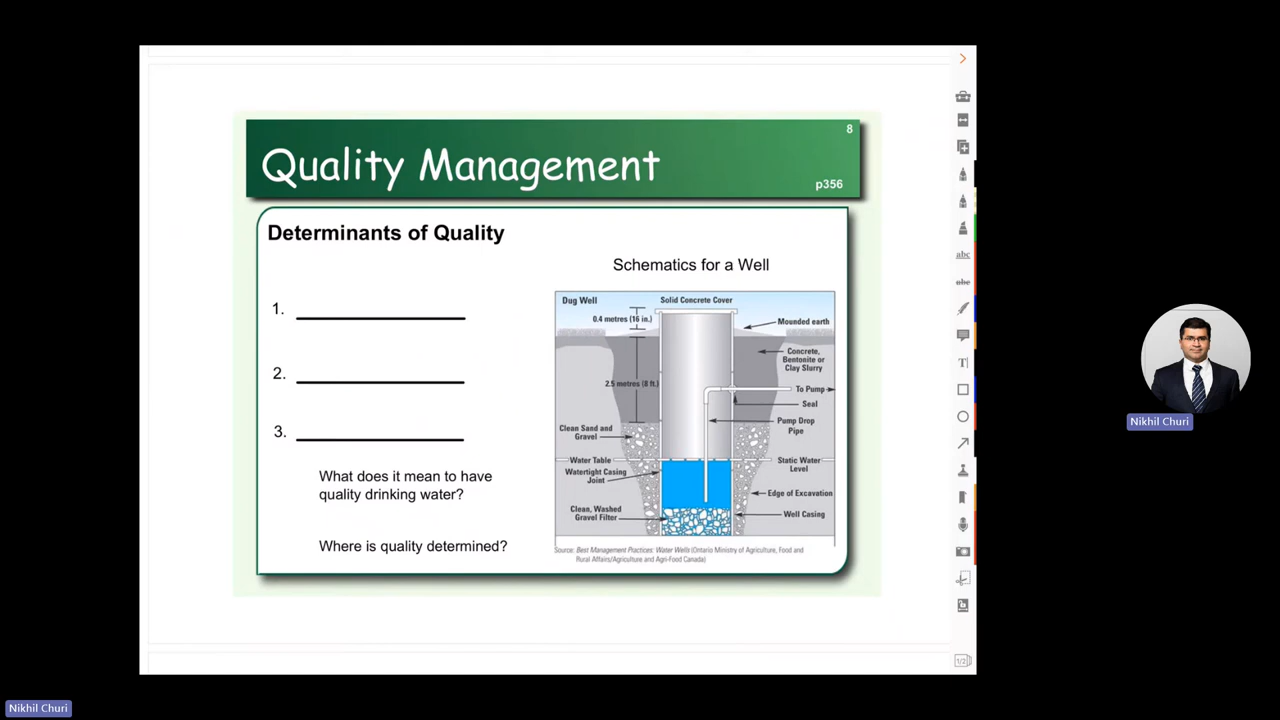 8
Quality Management
p356
Determinants of Quality
Schematics for a Well
1.
2.
3.
What does it mean to have
quality drinking water?
Where is quality determined?
Dug Well
Solid Concrete Cover
0.4 metres (16 in.)
Mounded earth
Concrete,
Bentonite or
Clay Slurry
2.5 metres (8 ft.)
To Pump
Seal
Pump Drop
Pipe
Clean Sand and
Gravel
Water Table
Static Water
Level
Watertight Casing
Joint
Edge of Excavation
Clean, Washed
Gravel Filter
Well Casing
Source: Best Management Practices: Water Wells (Ontario Ministry of Agriculture, Food and
Rural Affairs/Agriculture and Agri-Food Canada)
abc
abc
T
1/2
Nikhil Churi
Nikhil Churi